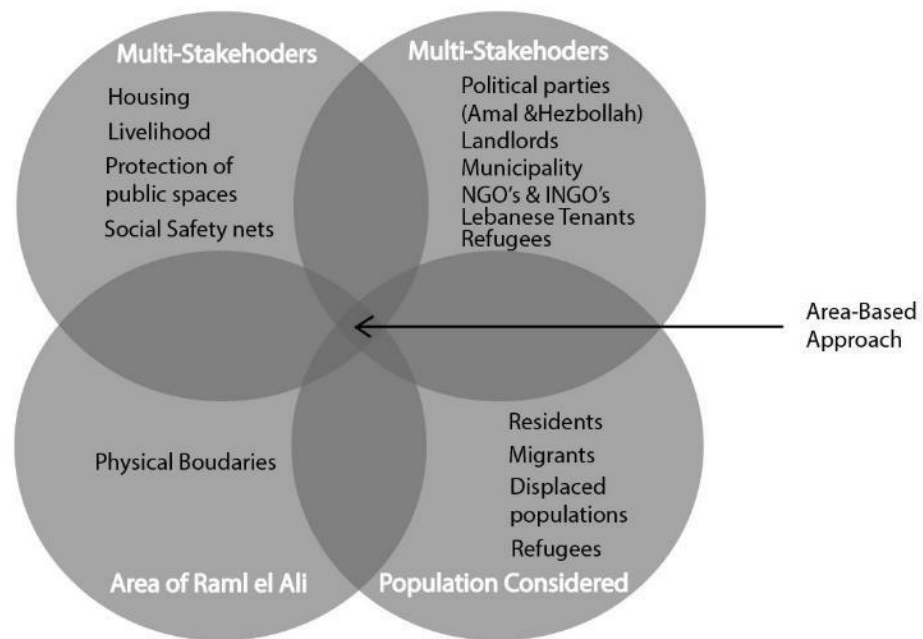 Multi-Stakehoders
Housing
Livelihood
Protection of
public spaces
Social Safety nets
Multi-Stakehoders
Political parties
(Amal &Hezbollah)
Landlords
Municipality
NGO's & INGO's
Lebanese Tenants
Refugees
Area-Based
Approach
Physical Boudaries
Area of Raml el Ali
Residents
Migrants
Displaced
populations
Refugees
Population Considered